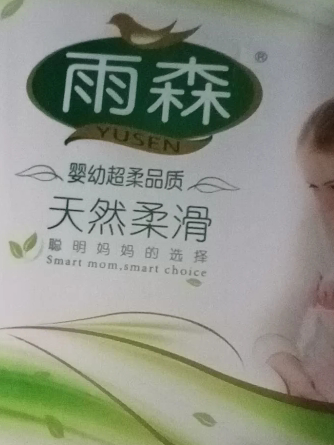 雨森
®
YUSEN
婴幼超柔品质
天然柔滑
聪明妈妈的选择
Smart mom,smart choice